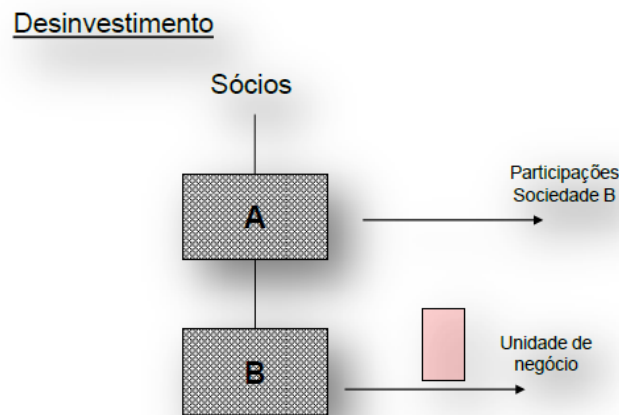 Desinvestimento
Sócios
A
Participações
Sociedade B
B
Unidade de
negócio